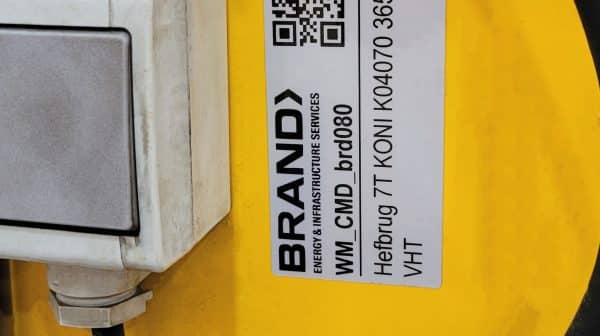 BRAND
ENERGY & INFRASTRUCTURE SERVICES
WM_CMD_brd080
Hefbrug 7T KONI K04070 365
VHT